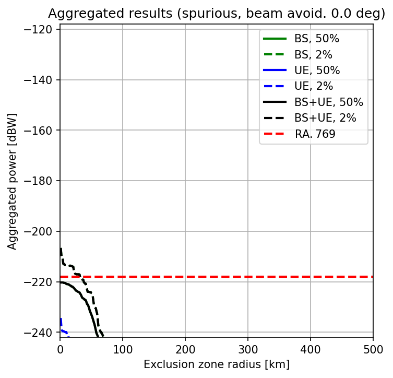 Aggregated results (spurious, beam avoid. 0.0 deg)
−120
−140
−160
−180
−200
−220
−240
Aggregated power [dBW]
BS, 50%
BS, 2%
UE, 50%
UE, 2%
BS+UE, 50%
BS+UE, 2%
RA. 769
0 100 200 300 400 500
Exclusion zone radius [km]